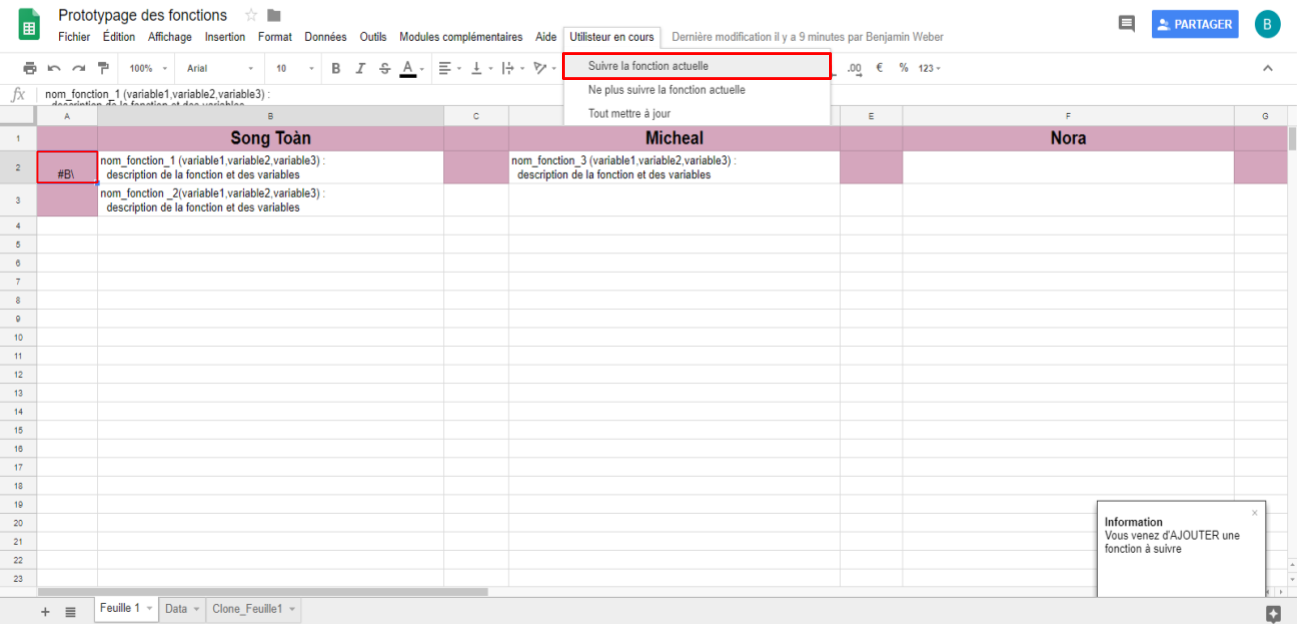 Prototypage des fonctions
PARTAGER
B
Fichier Édition Affichage Insertion Format Données Outils Modules complémentaires Aide Utilisteur en cours Dernière modification il y a 9 minutes par Benjamin Weber
100% Arial 10 B I S A .00 € % 123
Suivre la fonction actuelle
Ne plus suivre la fonction actuelle
Tout mettre à jour
fx nom_fonction_1 (variable1,variable2,variable3) :
description de la fonction et des variables
A B C E F G
1 Song Toàn Micheal Nora
2 #B\ nom_fonction_1 (variable1,variable2,variable3) : nom_fonction_3 (variable1,variable2,variable3) :
description de la fonction et des variables description de la fonction et des variables
3 nom_fonction _2(variable1,variable2,variable3) :
description de la fonction et des variables
4
5
6
7
8
9
10
11
12
13
14
15
16
17
18
19
20
21
22
23
Information
Vous venez d'AJOUTER une
fonction à suivre
Feuille 1 Data Clone_Feuille1